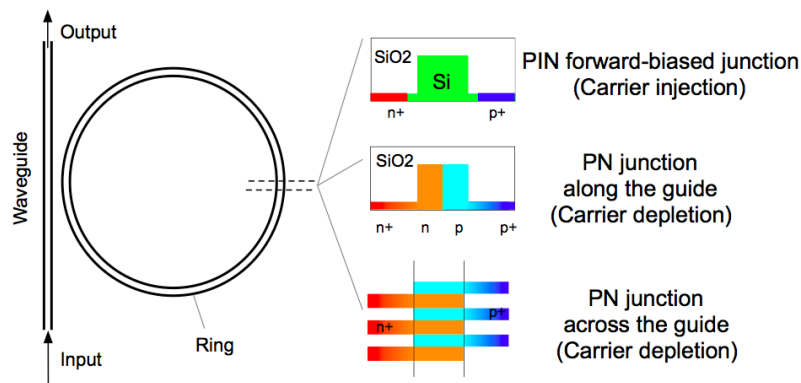 Output
Waveguide
Input
Ring
SiO2
Si
n+
p+
PIN forward-biased junction
(Carrier injection)
SiO2
n+
n
p
p+
PN junction
along the guide
(Carrier depletion)
n+
p+
PN junction
across the guide
(Carrier depletion)